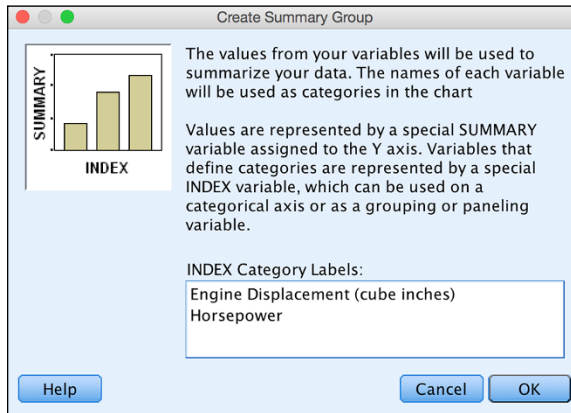 Create Summary Group
SUMMARY
INDEX
The values from your variables will be used to
summarize your data. The names of each variable
will be used as categories in the chart
Values are represented by a special SUMMARY
variable assigned to the Y axis. Variables that
define categories are represented by a special
INDEX variable, which can be used on a
categorical axis or as a grouping or paneling
variable.
INDEX Category Labels:
Engine Displacement (cube inches)
Horsepower
Help
Cancel
OK